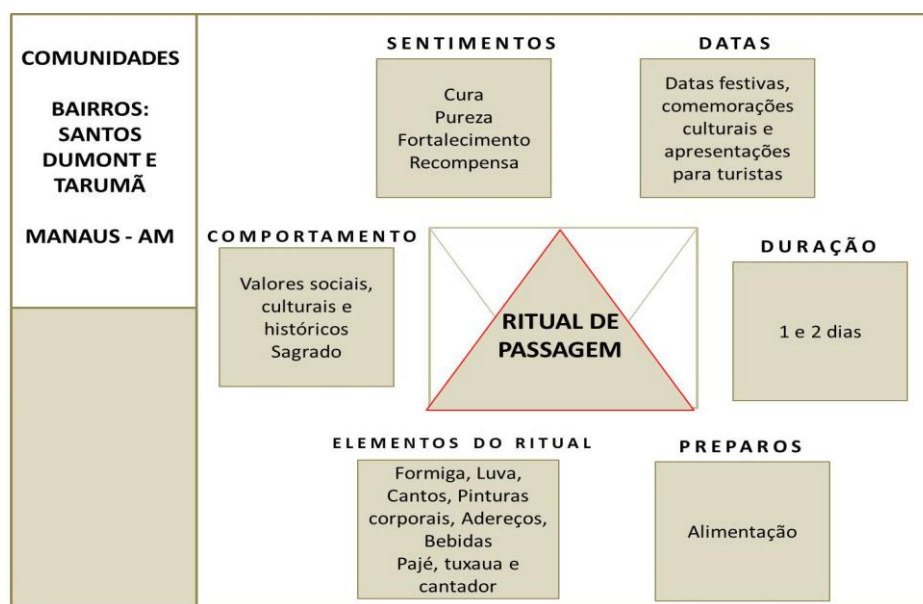 COMUNIDADES
BAIRROS:
SANTOS
DUMONT E
TARUMÃ
MANAUS - AM
SENTIMENTOS
Cura
Pureza
Fortalecimento
Recompensa
DATAS
Datas festivas,
comemorações
culturais e
apresentações
para turistas
COMPORTAMENTO
Valores sociais,
culturais e
históricos
Sagrado
RITUAL DE
PASSAGEM
DURAÇÃO
1 e 2 dias
ELEMENTOS DO RITUAL
Formiga, Luva,
Cantos, Pinturas
corporais, Adereços,
Bebidas
Pajé, tuxaua e
cantador
PREPAROS
Alimentação